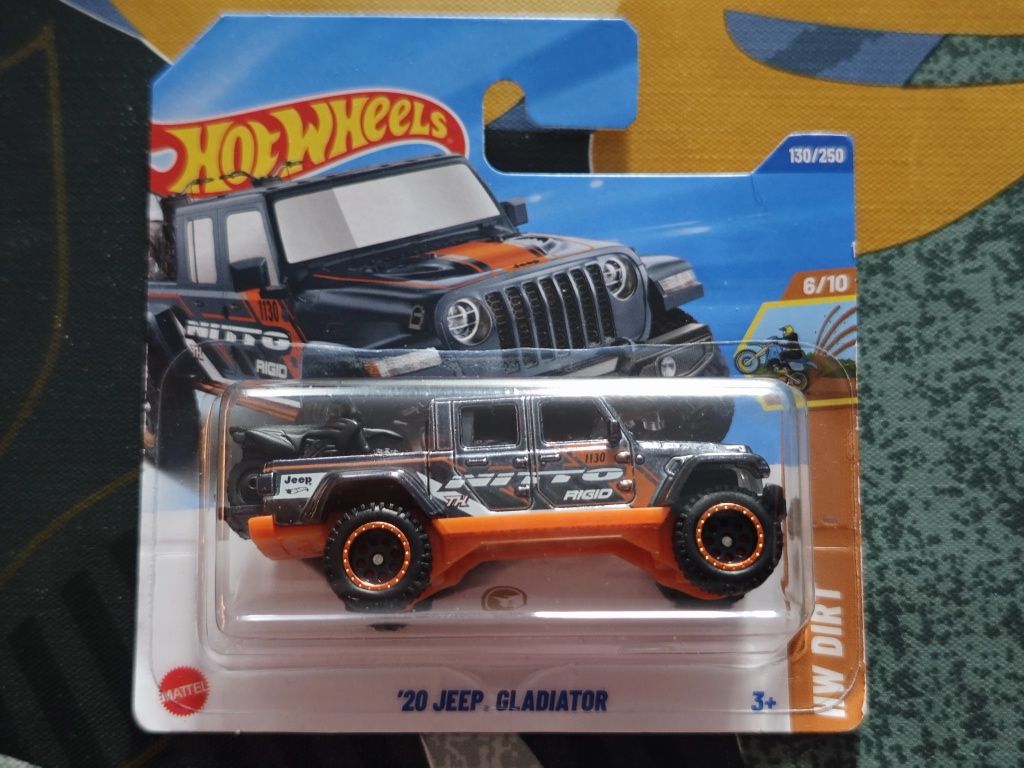 HOT WHEELS
130/250
6/10
1130
NITTO
RIGID
1130
NITTO
Jeep
TH
RIGID
HW DIRT
MATTEL
'20 JEEP® GLADIATOR
3+